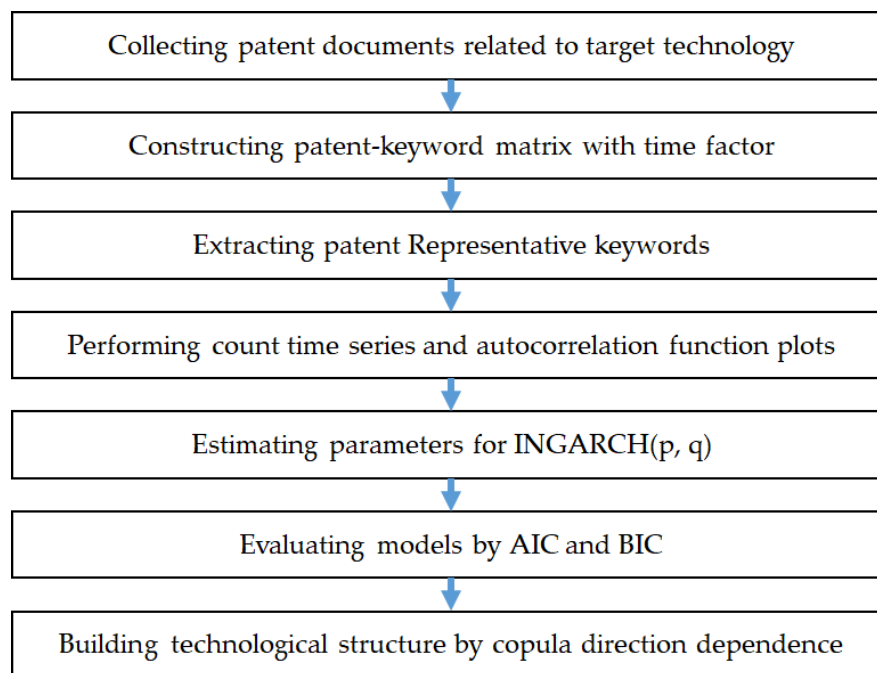 Collecting patent documents related to target technology
Constructing patent-keyword matrix with time factor
Extracting patent Representative keywords
Performing count time series and autocorrelation function plots
Estimating parameters for INGARCH(p, q)
Evaluating models by AIC and BIC
Building technological structure by copula direction dependence